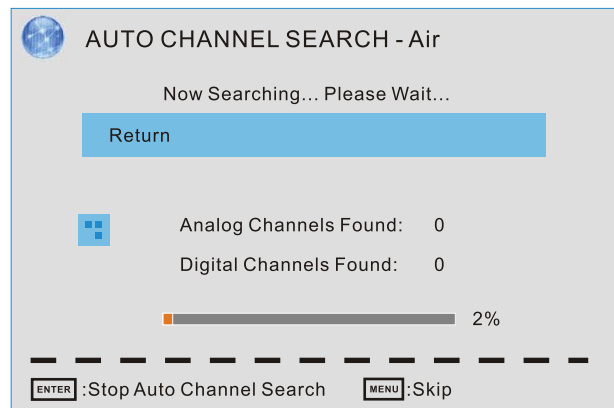 AUTO CHANNEL SEARCH - Air
Now Searching... Please Wait...
Return
Analog Channels Found: 0
Digital Channels Found: 0
2%
ENTER :Stop Auto Channel Search MENU :Skip